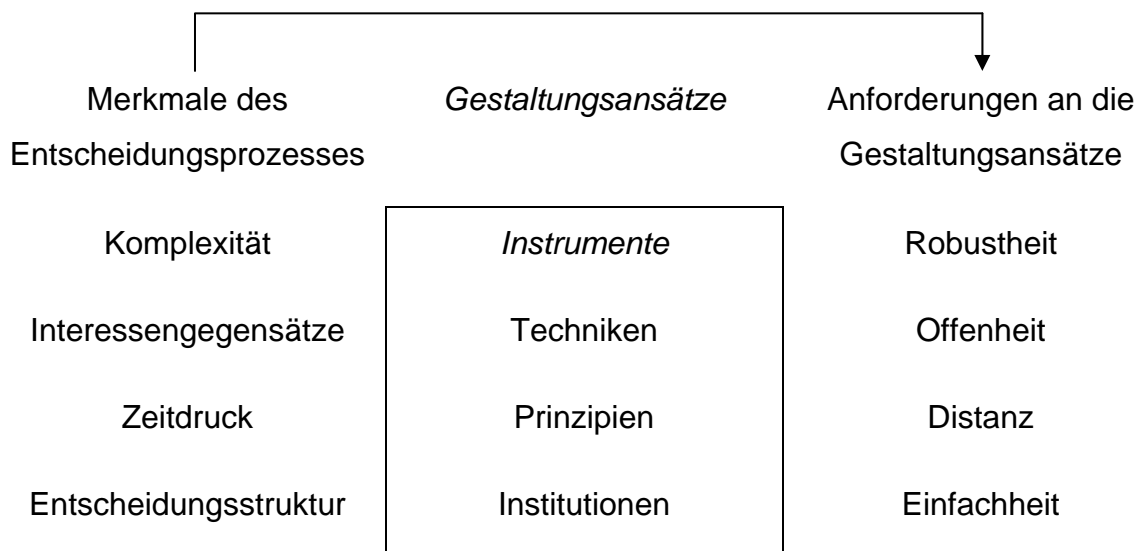 Merkmale des Gestaltungsansätze Anforderungen an die
Entscheidungsprozesses Gestaltungsansätze
Komplexität Instrumente Robustheit
Interessengegensätze Techniken Offenheit
Zeitdruck Prinzipien Distanz
Entscheidungsstruktur Institutionen Einfachheit